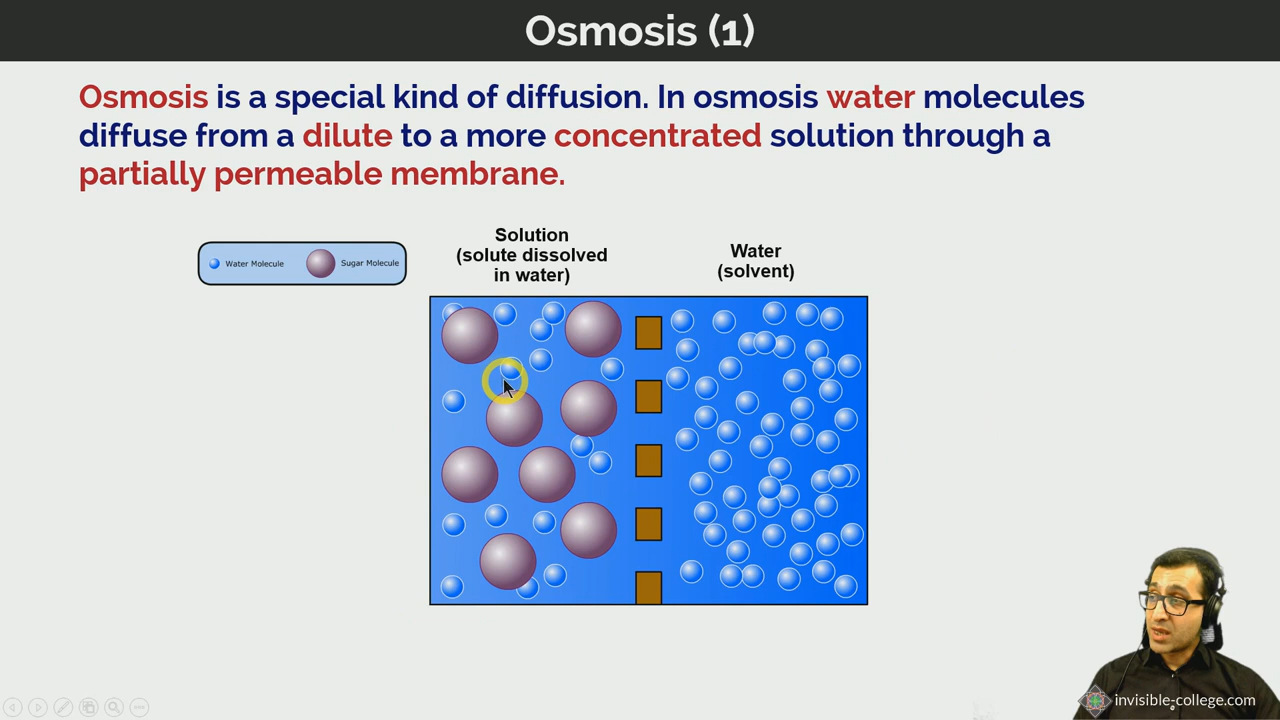 Osmosis (1)
Osmosis is a special kind of diffusion. In osmosis water molecules
diffuse from a dilute to a more concentrated solution through a
partially permeable membrane.
Solution
(solute dissolved
in water)
Water
(solvent)
Water Molecule
Sugar Molecule
invisible-college.com